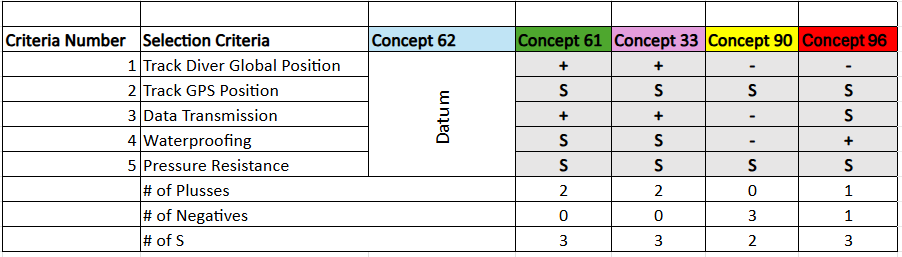 Criteria Number Selection Criteria Concept 62 Concept 61 Concept 33 Concept 90 Concept 96
1 Track Diver Global Position + + - -
2 Track GPS Position S S S S
3 Data Transmission + + - S
4 Waterproofing S S - +
5 Pressure Resistance S S S S
Datum
# of Plusses 2 2 0 1
# of Negatives 0 0 3 1
# of S 3 3 2 3